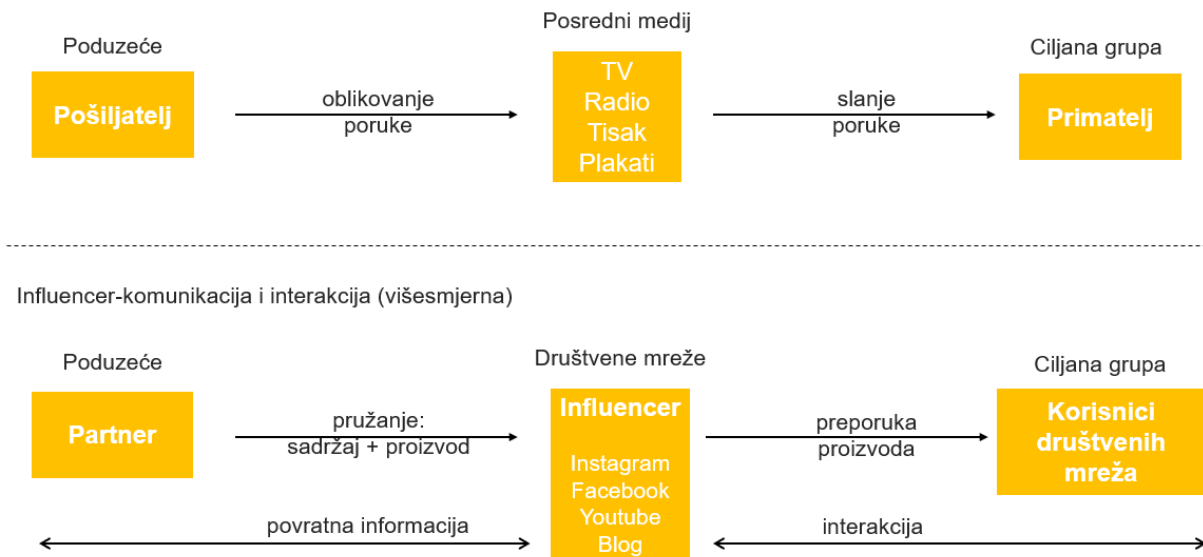 Poduzeće
Posredni medij
Ciljana grupa
Pošiljatelj
oblikovanje
poruke
TV
Radio
Tisak
Plakati
slanje
poruke
Primatelj
Influencer-komunikacija i interakcija (višesmjerna)
Poduzeće
Društvene mreže
Ciljana grupa
Partner
pružanje:
sadržaj + proizvod
Influencer
Instagram
Facebook
Youtube
Blog
preporuka
proizvoda
Korisnici
društvenih
mreža
povratna informacija
interakcija